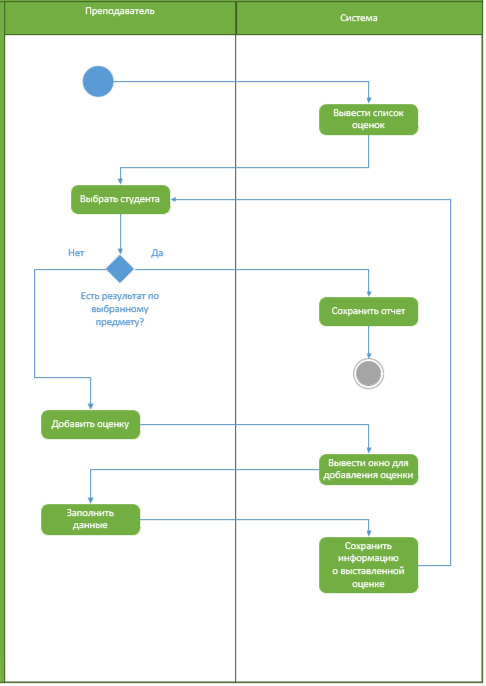 Преподаватель
Система
Вывести список
оценок
Выбрать студента
Нет
Да
Есть результат по
выбранному
предмету?
Сохранить отчет
Добавить оценку
Вывести окно для
добавления оценки
Заполнить
данные
Сохранить
информацию
о выставленной
оценке